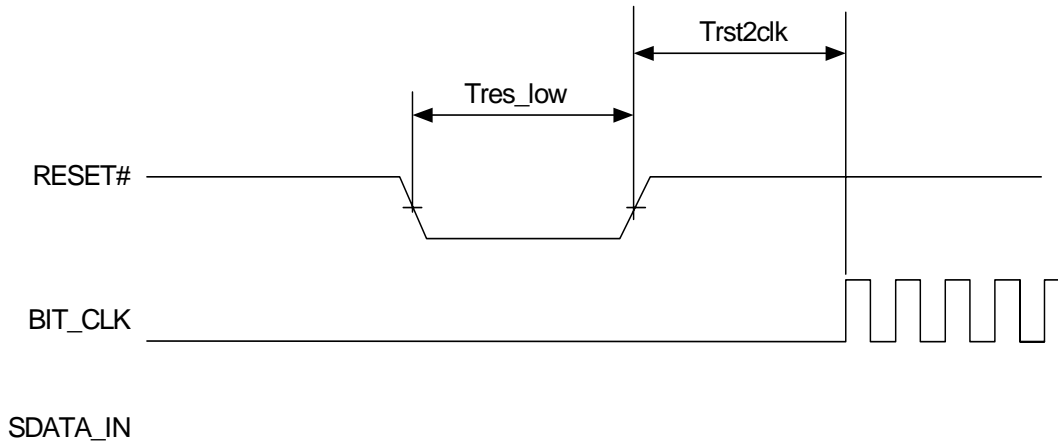 Trst2clk
Tres_low
RESET#
BIT_CLK
SDATA_IN